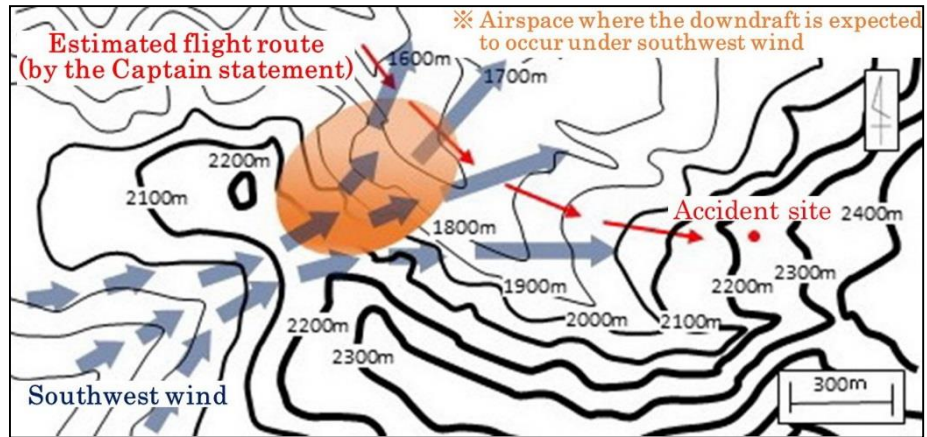 ※ Airspace where the downdraft is expected
to occur under southwest wind
Estimated flight route
(by the Captain statement)
1600m
1700m
2200m
2100m
Accident site
2400m
1800m
2300m
1900m
2200m
2000m
2100m
2200m
2300m
300m
Southwest wind